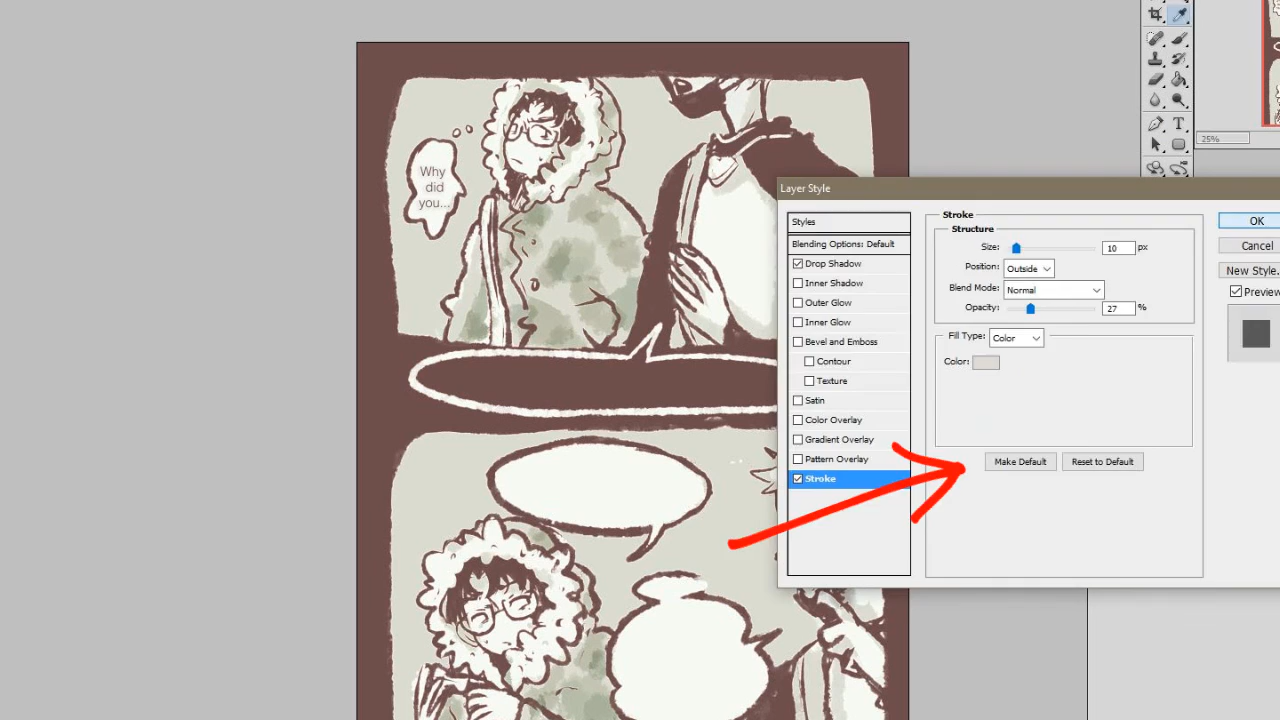 25%
Why
did
you...
Layer Style
Styles
Blending Options: Default
Drop Shadow
Inner Shadow
Outer Glow
Inner Glow
Bevel and Emboss
Contour
Texture
Satin
Color Overlay
Gradient Overlay
Pattern Overlay
Stroke
Stroke
Structure
Size: 10 px
Position: Outside
Blend Mode: Normal
Opacity: 27 %
Fill Type: Color
Color:
Make Default Reset to Default
OK
Cancel
New Style...
Preview
T